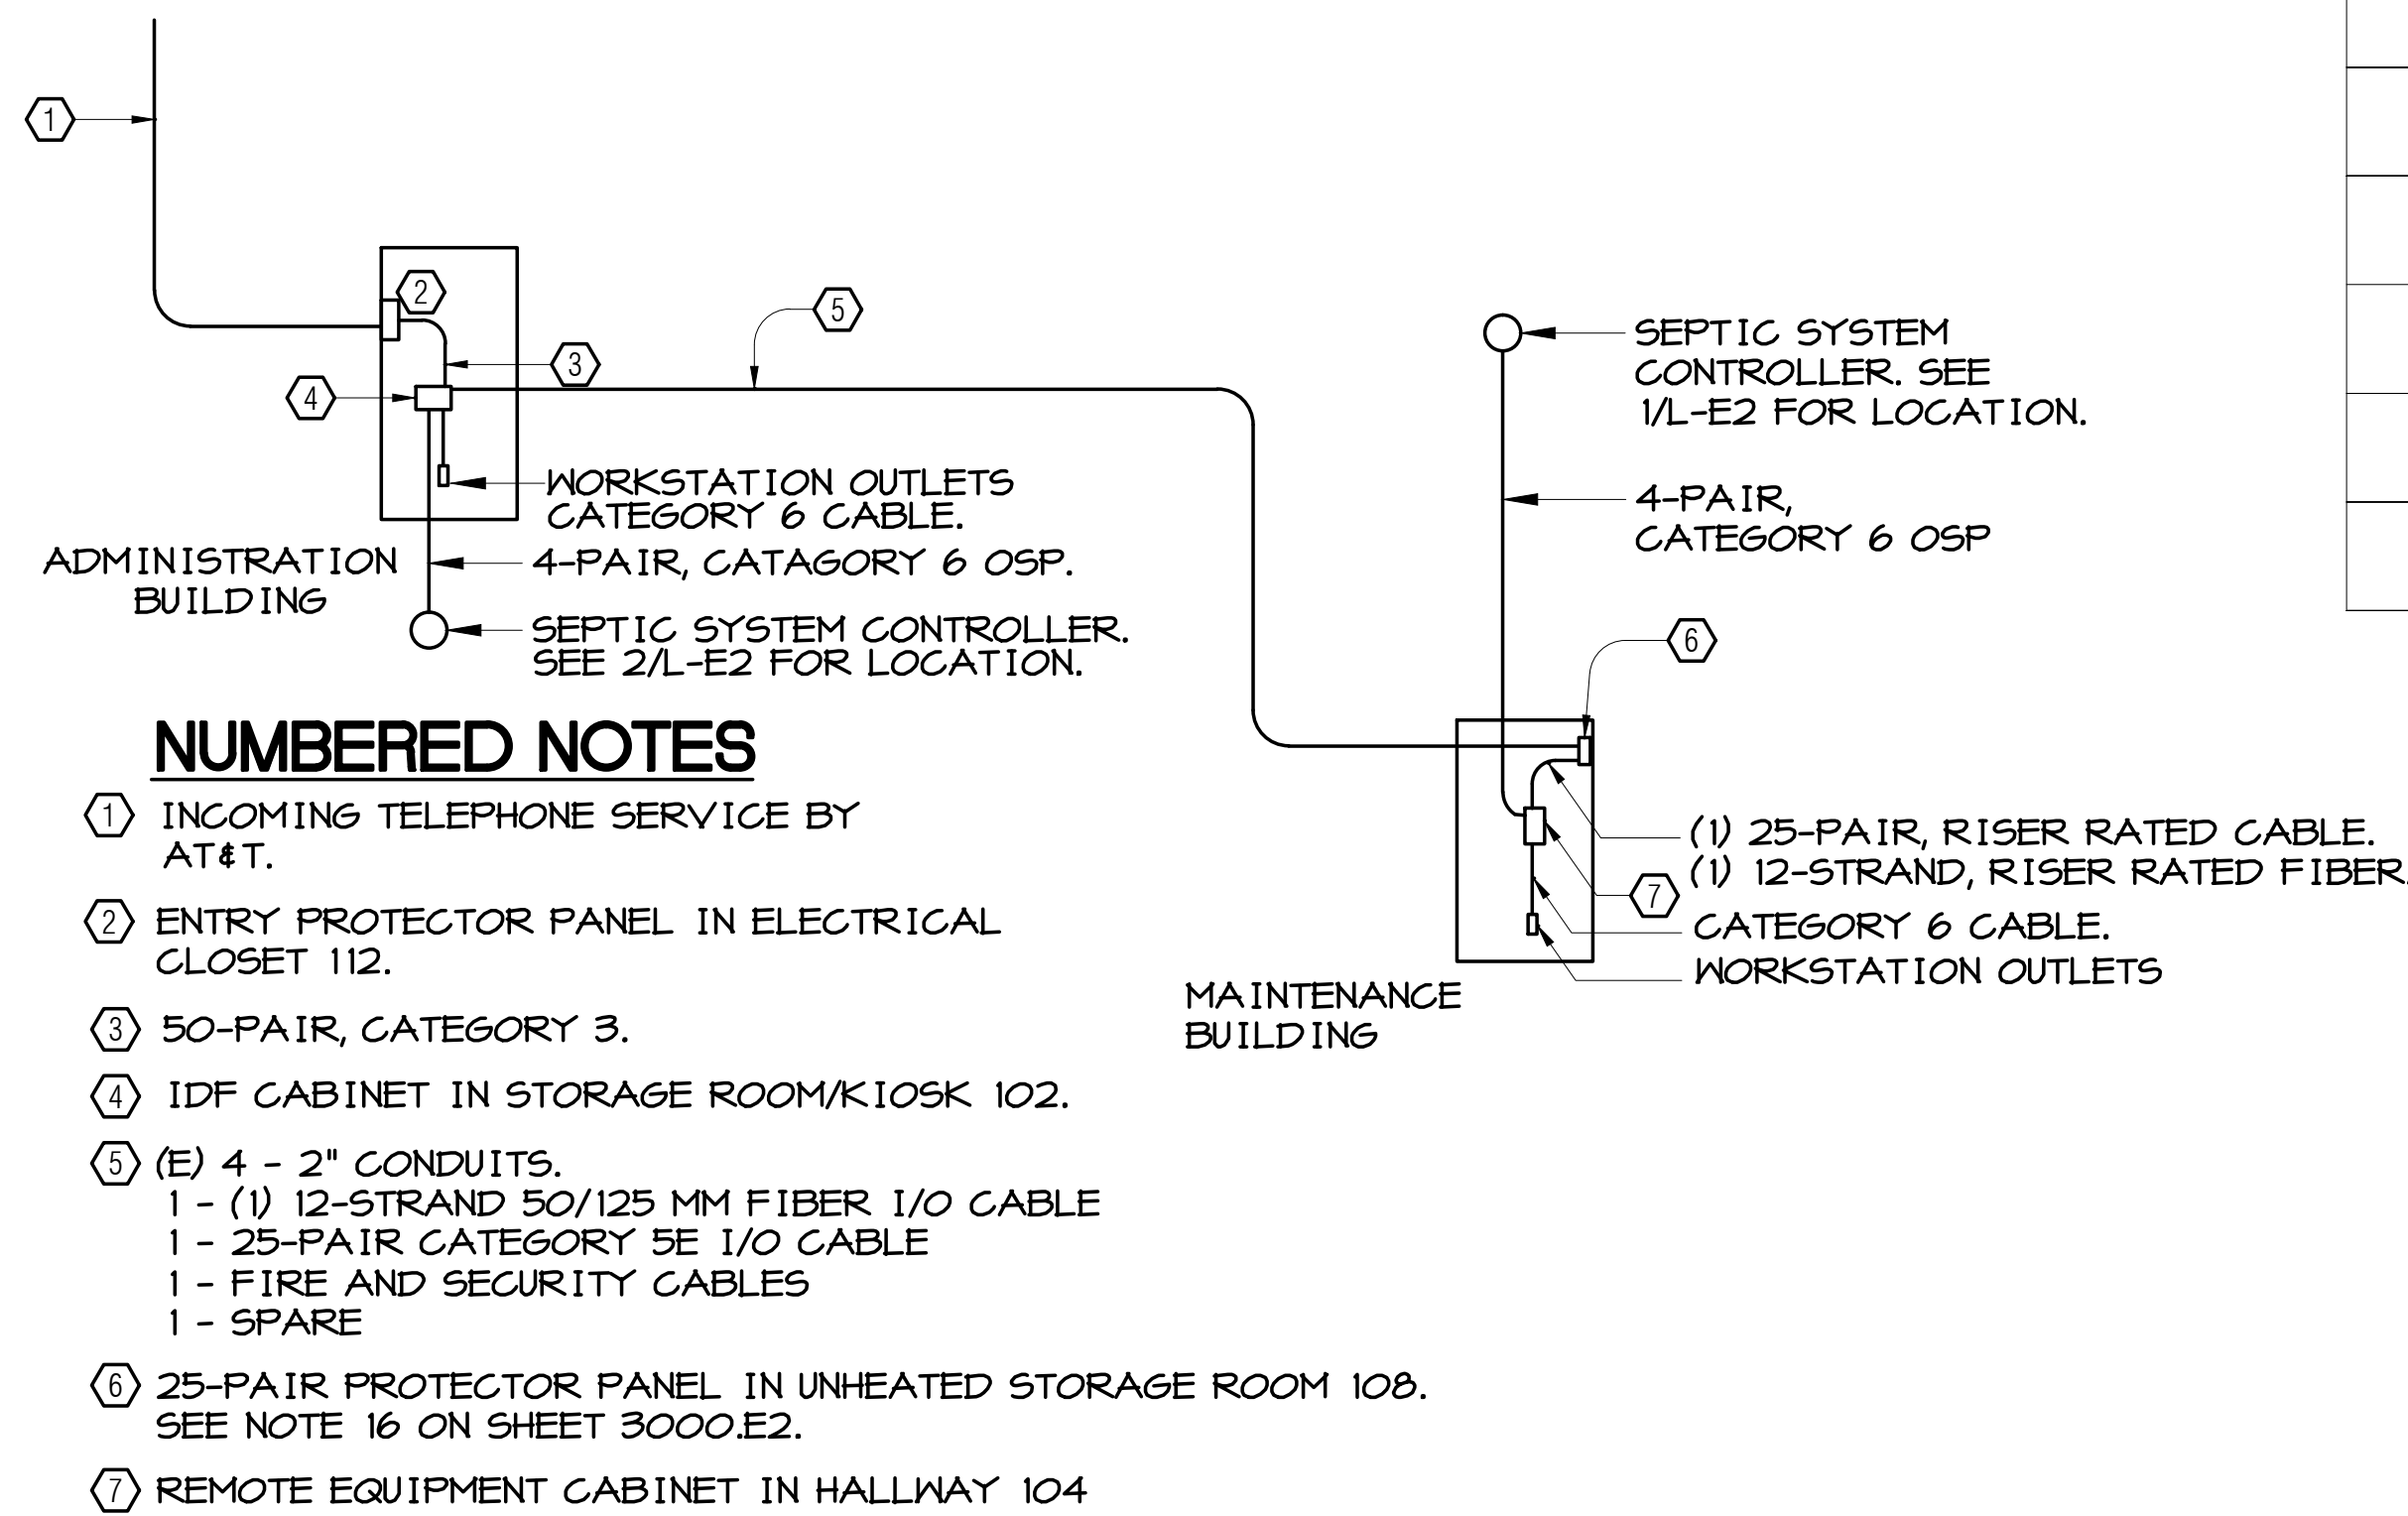 1
2
3
4
5
WORKSTATION OUTLETS
CATEGORY 6 CABLE.
4-PAIR, CATAGORY 6 OSP.
ADMINISTRATION
BUILDING
SEPTIC SYSTEM CONTROLLER.
SEE 2/L-E2 FOR LOCATION.
SEPTIC SYSTEM
CONTROLLER. SEE
1/L-E2 FOR LOCATION.
4-PAIR,
CATEGORY 6 OSP
6
(1) 25-PAIR, RISER RATED CABLE.
(1) 12-STRAND, RISER RATED FIBER.
7
CATEGORY 6 CABLE.
WORKSTATION OUTLETS
MAINTENANCE
BUILDING
NUMBERED NOTES
1 INCOMING TELEPHONE SERVICE BY
AT&T.
2 ENTRY PROTECTOR PANEL IN ELECTRICAL
CLOSET 112.
3 50-PAIR, CATEGORY 3.
4 IDF CABINET IN STORAGE ROOM/KIOSK 102.
5 (E) 4 - 2" CONDUITS.
1 - (1) 12-STRAND 50/125 MM FIBER I/O CABLE
1 - 25-PAIR CATEGORY 5E I/O CABLE
1 - FIRE AND SECURITY CABLES
1 - SPARE
6 25-PAIR PROTECTOR PANEL IN UNHEATED STORAGE ROOM 108.
SEE NOTE 16 ON SHEET 3000.E2.
7 REMOTE EQUIPMENT CABINET IN HALLWAY 104